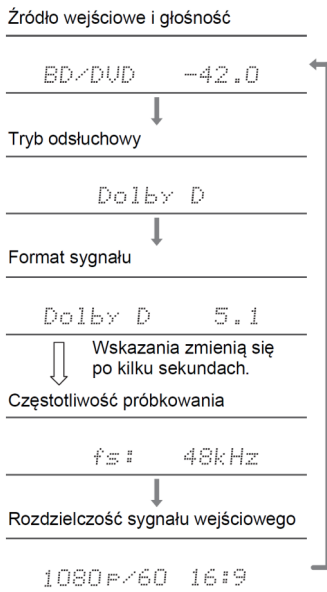 Źródło wejściowe i głośność
BD/DVD -42.0
Tryb odsłuchowy
Dolby D
Format sygnału
Dolby D 5.1
Wskazania zmienią się
po kilku sekundach.
Częstotliwość próbkowania
fs: 48kHz
Rozdzielczość sygnału wejściowego
1080p/60 16:9